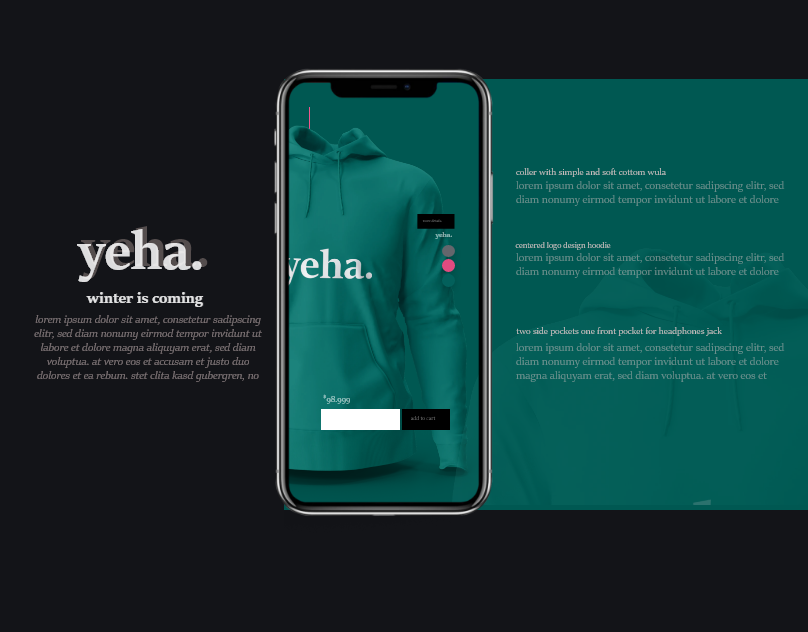 yeha.
winter is coming
lorem ipsum dolor sit amet, consetetur sadipscing
elitr, sed diam nonumy eirmod tempor invidunt ut
labore et dolore magna aliquyam erat, sed diam
voluptua. at vero eos et accusam et justo duo
dolores et ea rebum. stet clita kasd gubergren, no
yeha.
yeha.
$98.999
add to cart
coller with simple and soft cottom wula
lorem ipsum dolor sit amet, consetetur sadipscing elitr, sed
diam nonumy eirmod tempor invidunt ut labore et dolore
centered logo design hoodie
lorem ipsum dolor sit amet, consetetur sadipscing elitr, sed
diam nonumy eirmod tempor invidunt ut labore et dolore
two side pockets one front pocket for headphones jack
lorem ipsum dolor sit amet, consetetur sadipscing elitr, sed
diam nonumy eirmod tempor invidunt ut labore et dolore
magna aliquyam erat, sed diam voluptua. at vero eos et